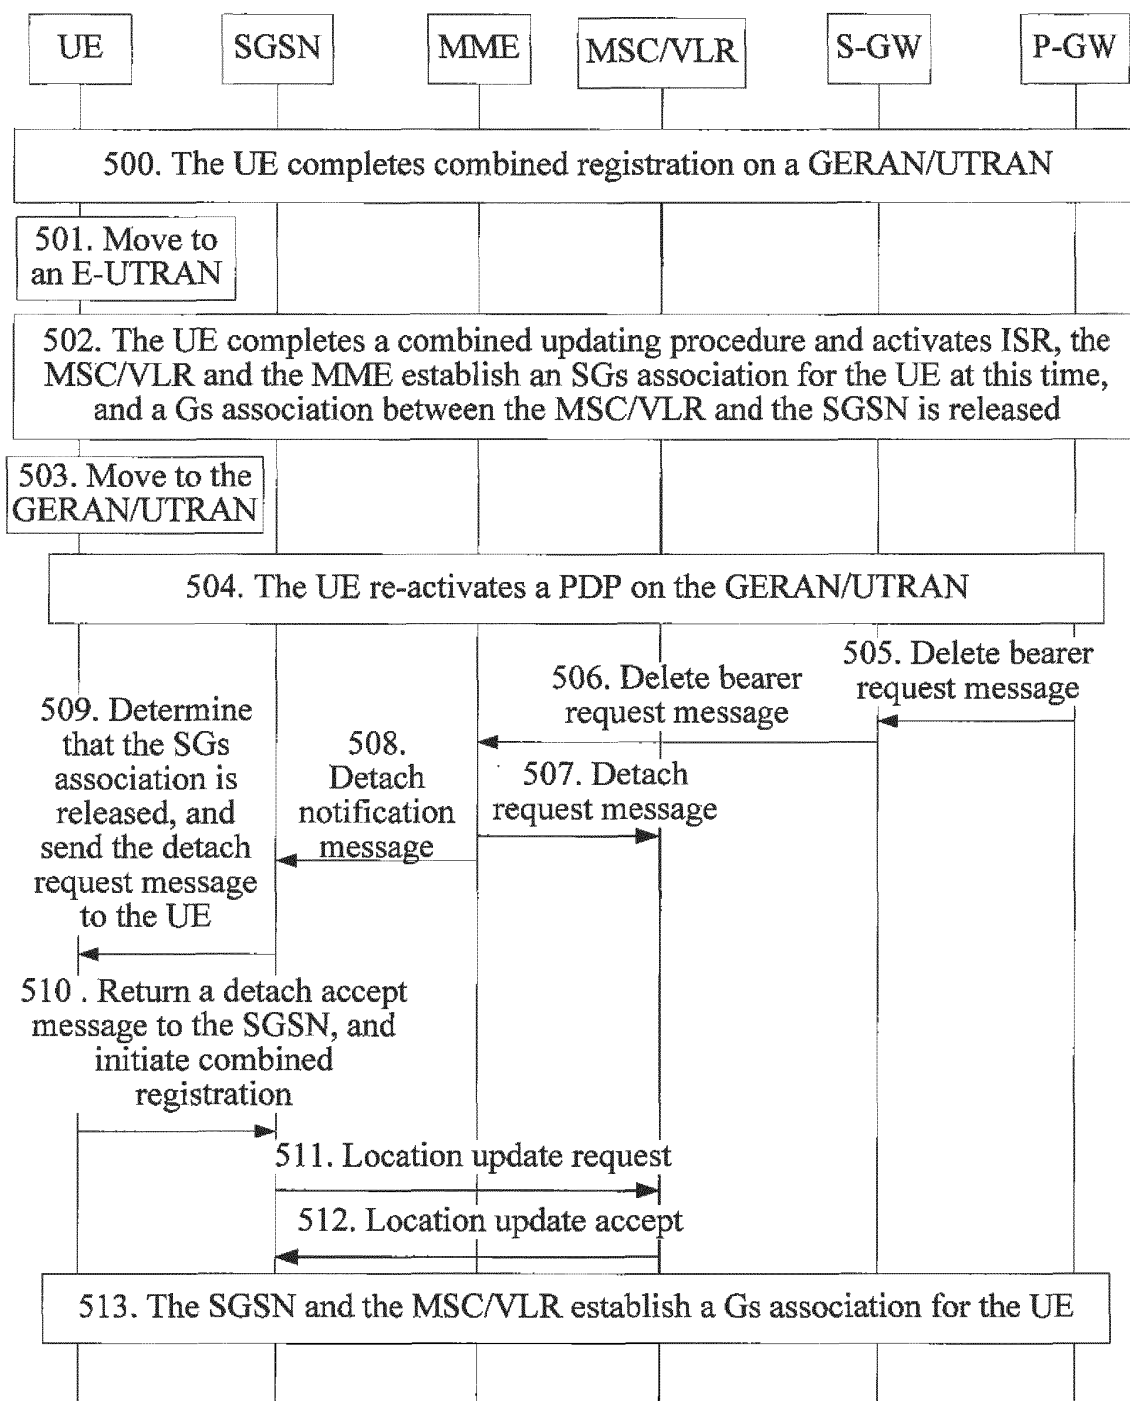 UE
SGSN
MME
MSC/VLR
S-GW
P-GW
500. The UE completes combined registration on a GERAN/UTRAN
501. Move to
an E-UTRAN
502. The UE completes a combined updating procedure and activates ISR, the
MSC/VLR and the MME establish an SGs association for the UE at this time,
and a Gs association between the MSC/VLR and the SGSN is released
503. Move to the
GERAN/UTRAN
504. The UE re-activates a PDP on the GERAN/UTRAN
505. Delete bearer
request message
506. Delete bearer
request message
507. Detach
request message
508.
Detach
notification
message
509. Determine
that the SGs
association is
released, and
send the detach
request message
to the UE
510 . Return a detach accept
message to the SGSN, and
initiate combined
registration
511. Location update request
512. Location update accept
513. The SGSN and the MSC/VLR establish a Gs association for the UE